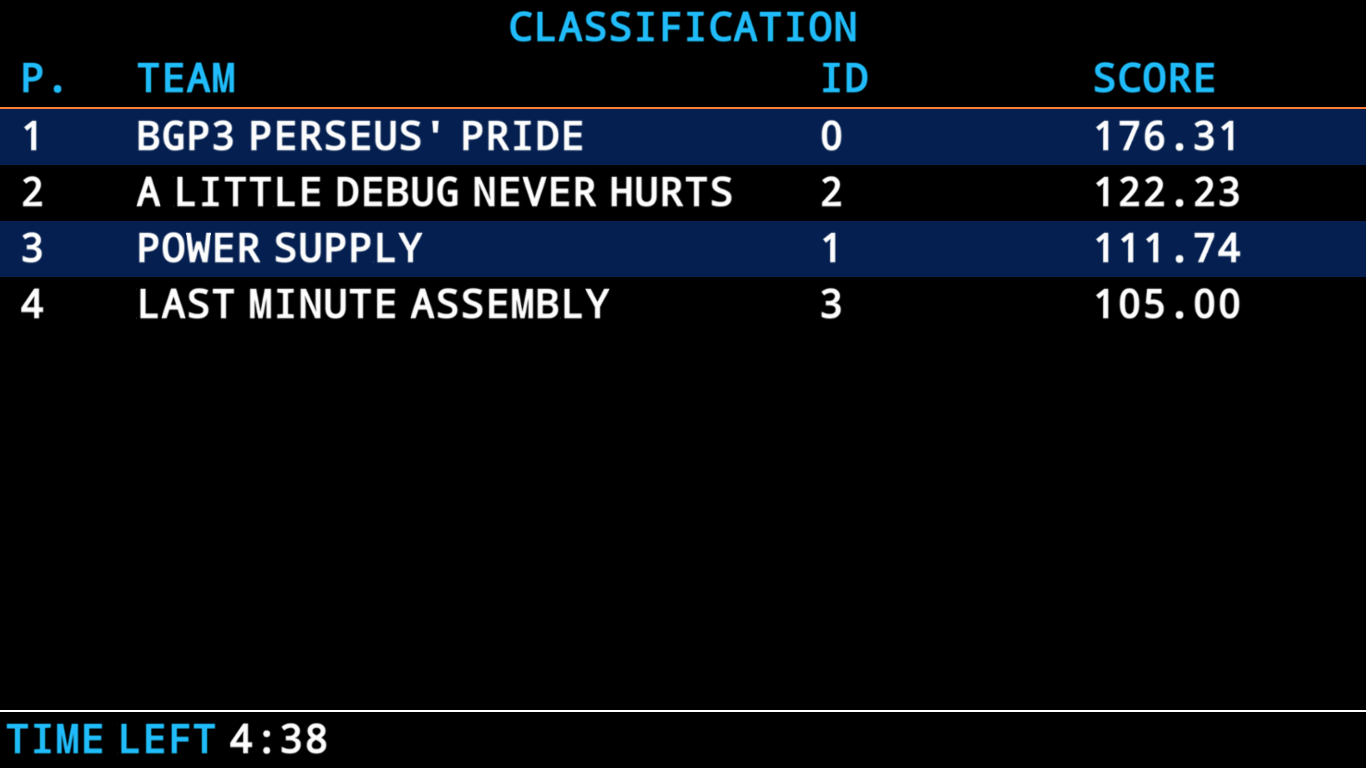 CLASSIFICATION
P. TEAM ID SCORE
1 BGP3 PERSEUS' PRIDE 0 176.31
2 A LITTLE DEBUG NEVER HURTS 2 122.23
3 POWER SUPPLY 1 111.74
4 LAST MINUTE ASSEMBLY 3 105.00
TIME LEFT 4:38